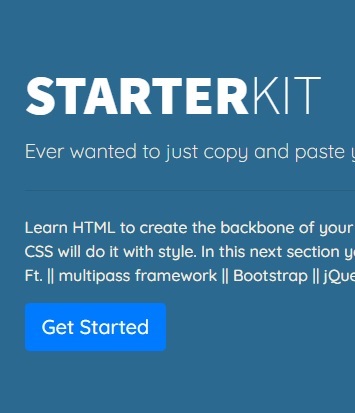 STARTERKIT
Ever wanted to just copy and paste
Learn HTML to create the backbone of your
CSS will do it with style. In this next section
Ft. || multipass framework || Bootstrap ||
Get Started